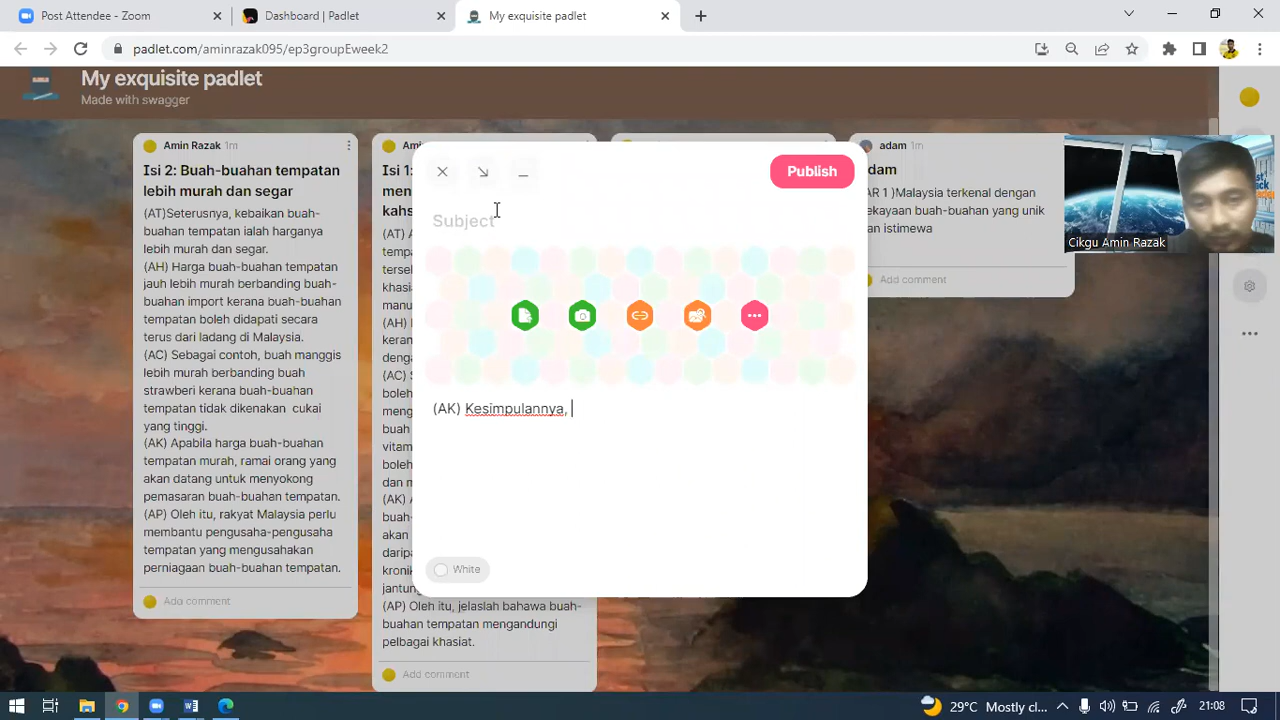 Post Attendee - Zoom
Dashboard | Padlet
My exquisite padlet
padlet.com/aminrazak095/ep3groupEweek2
My exquisite padlet
Made with swagger
Amin Razak 1m
Isi 2: Buah-buahan tempatan
lebih murah dan segar
(AT)Seterusnya, kebaikan buah-
buahan tempatan ialah harganya
lebih murah dan segar.
(AH) Harga buah-buahan tempatan
jauh lebih murah berbanding buah-
buahan import kerana buah-buahan
tempatan boleh didapati secara
terus dari ladang di Malaysia.
(AC) Sebagai contoh, buah manggis
lebih murah berbanding buah
strawberi kerana buah-buahan
tempatan tidak dikenakan cukai
yang tinggi.
(AK) Apabila harga buah-buahan
tempatan murah, ramai orang yang
akan datang untuk menyokong
pemasaran buah-buahan tempatan.
(AP) Oleh itu, rakyat Malaysia perlu
membantu pengusaha-pengusaha
tempatan yang mengusahakan
perniagaan buah-buahan tempatan.
Add comment
Amin Razak 1m
Isi 1:
(AT)
(AH)
(AC)
(AK)
(AP) Oleh itu, jelaslah bahawa buah-
buahan tempatan mengandungi
pelbagai khasiat.
Add comment
Publish
Subject
(AK) Kesimpulannya,
White
adam 1m
Malaysia terkenal dengan
buah-buahan yang unik
istimewa
Add comment
Cikgu Amin Razak
29°C Mostly cl...
21:08